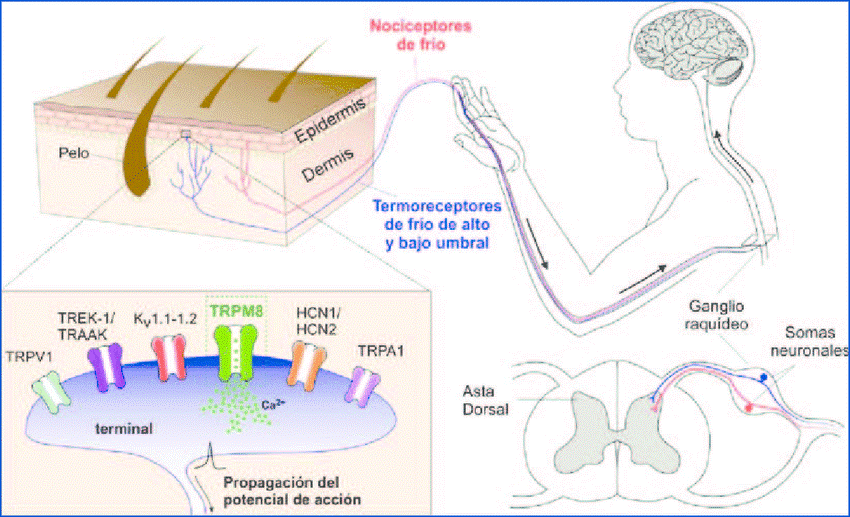 Nociceptores
de frío
Epidermis
Dermis
Pelo
Termoreceptores
de frío de alto
y bajo umbral
TRPV1
TREK-1/
TRAAK
Kv1.1-1.2
TRPM8
HCN1/
HCN2
TRPA1
Ca2+
terminal
Propagación del
potencial de acción
Ganglio
raquídeo
Somas
neuronales
Asta
Dorsal